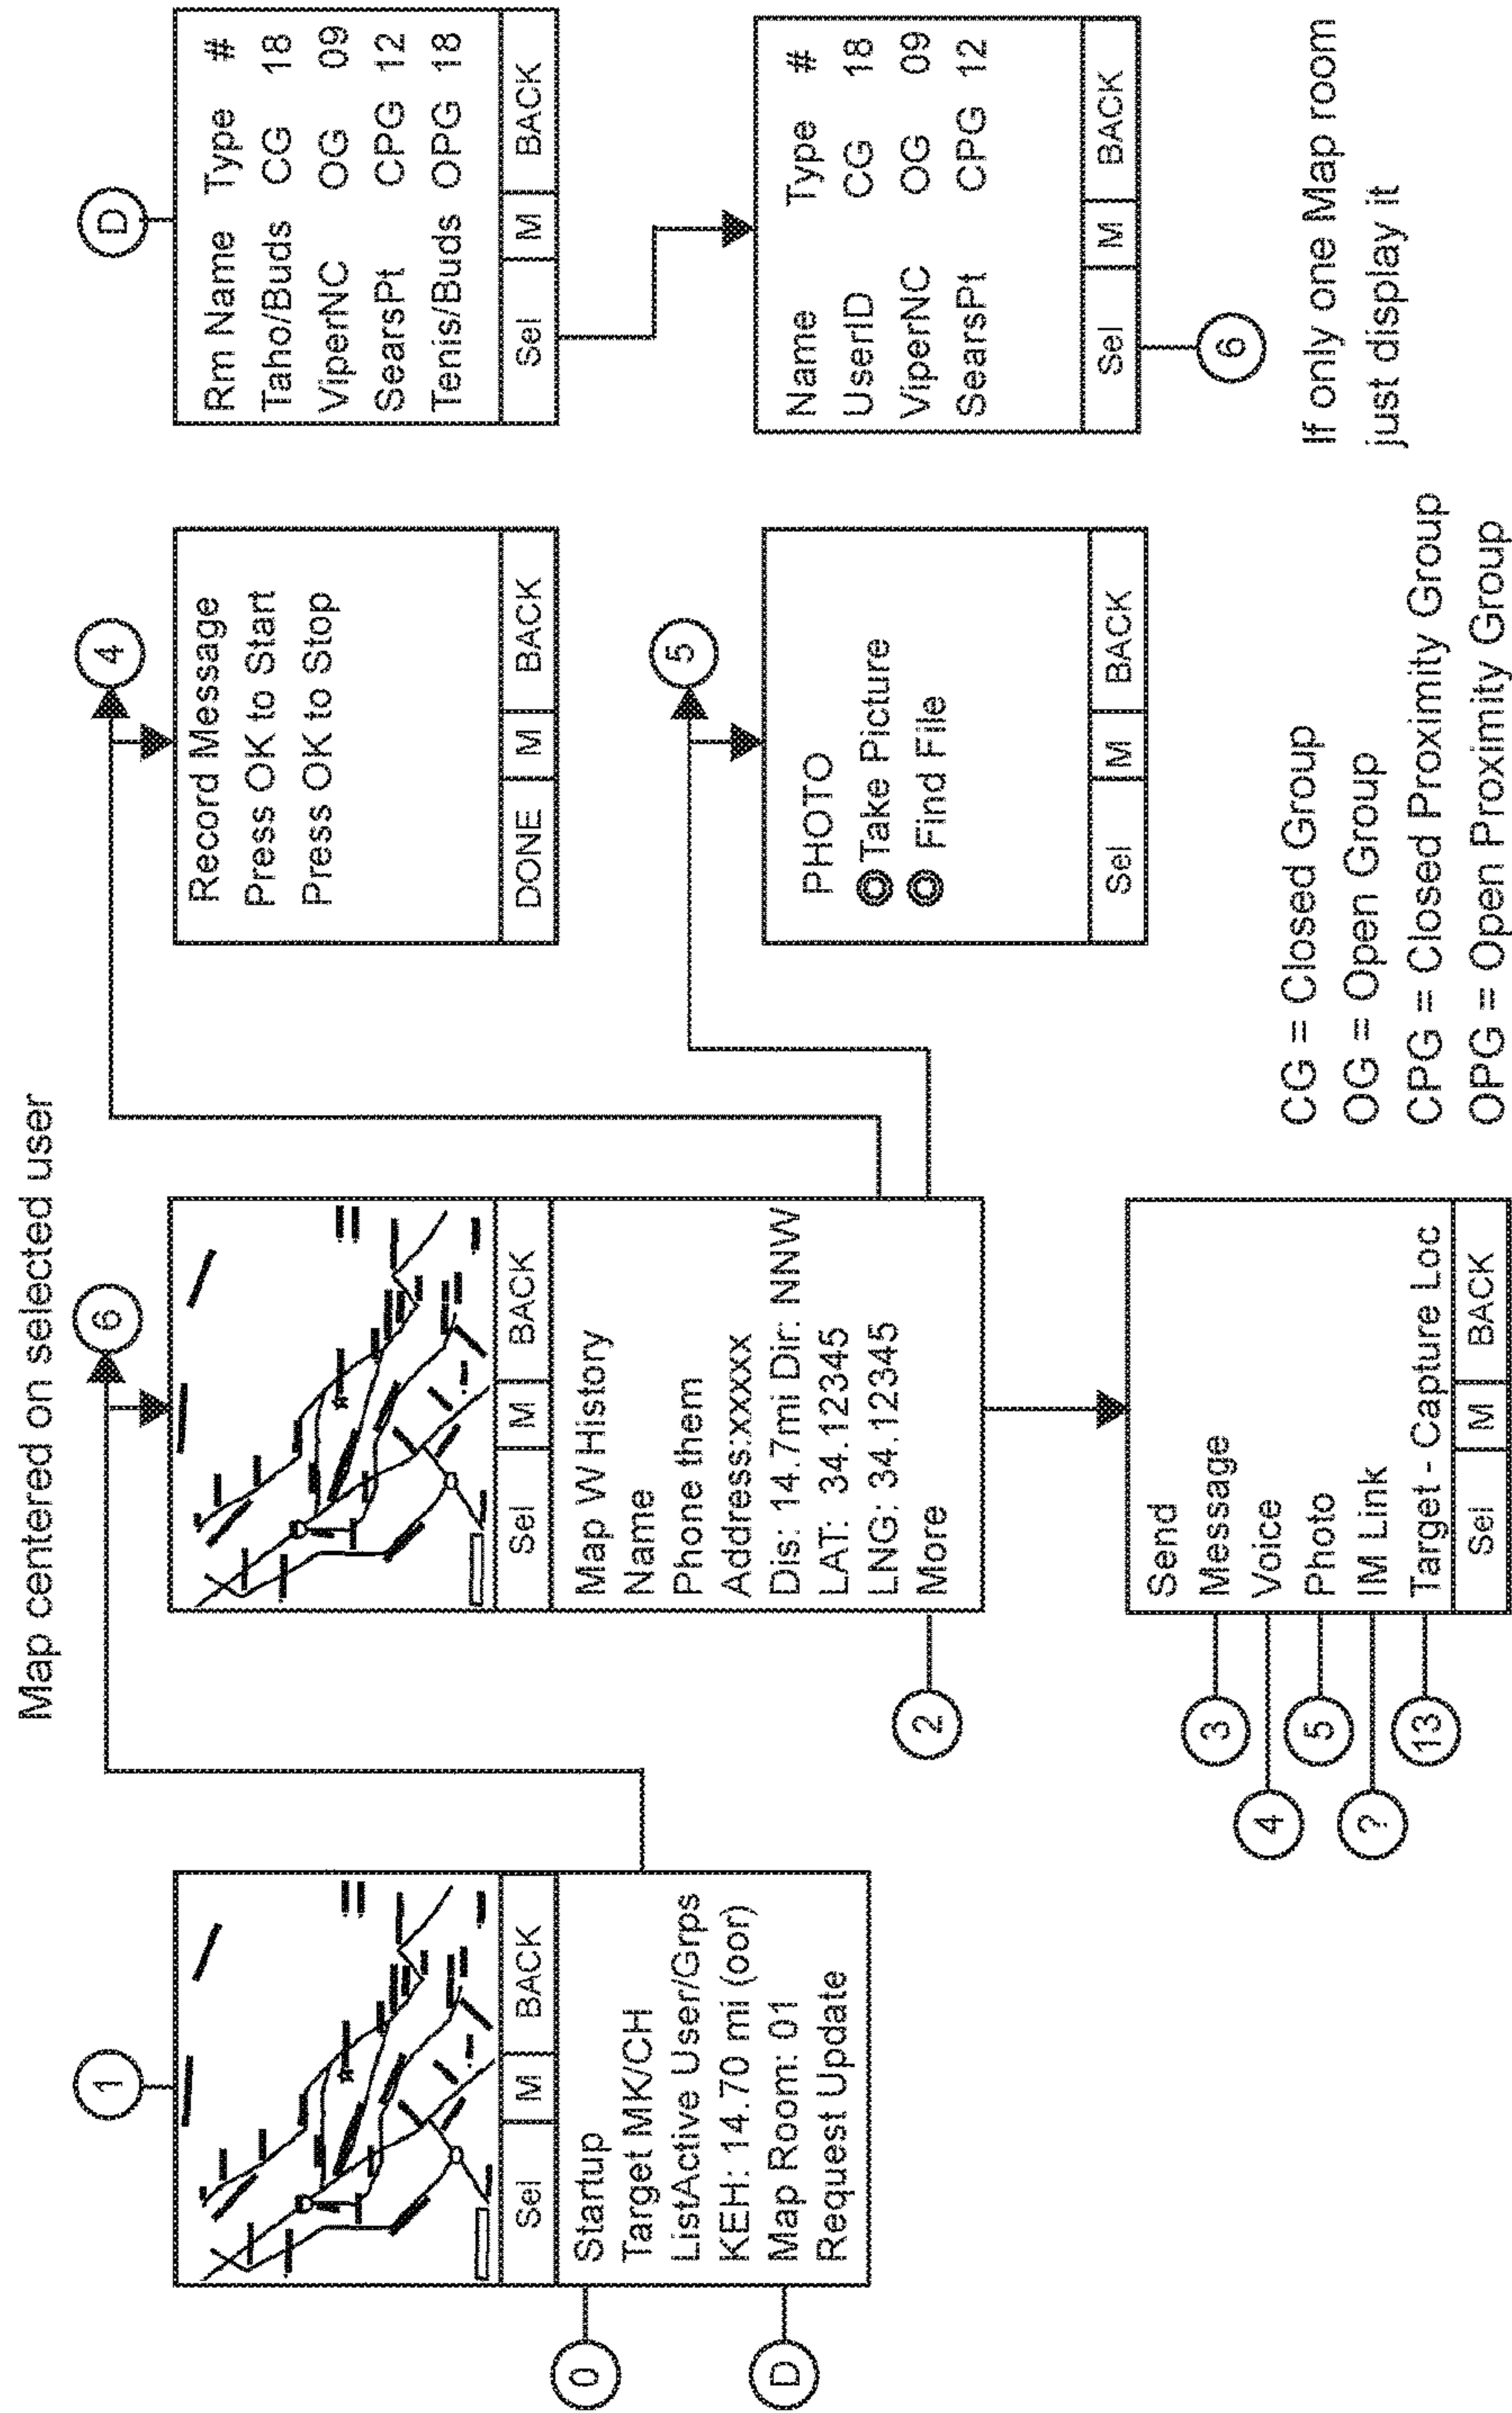 Map centered on selected user
1
Sel M BACK
Startup
Target MK/CH
ListActive User/Grps
KEH: 14.70 mi (oor)
Map Room: 01
Request Update
0
D
6
Sel M BACK
Map W History
Name
Phone them
Address:xxxxx
Dis: 14.7mi Dir: NNW
LAT: 34.12345
LNG: 34.12345
More
2
Send
Message
Voice
Photo
IM Link
Target - Capture Loc
Sel M BACK
3
4
5
?
13
4
Record Message
Press OK to Start
Press OK to Stop
DONE M BACK
5
PHOTO
Take Picture
Find File
Sel M BACK
CG = Closed Group
OG = Open Group
CPG = Closed Proximity Group
OPG = Open Proximity Group
D
Rm Name Type #
Taho/Buds CG 18
ViperNC OG 09
SearsPt CPG 12
Tenis/Buds OPG 18
Sel M BACK
Name Type #
UserID CG 18
ViperNC OG 09
SearsPt CPG 12
Sel M BACK
6
If only one Map room
just display it